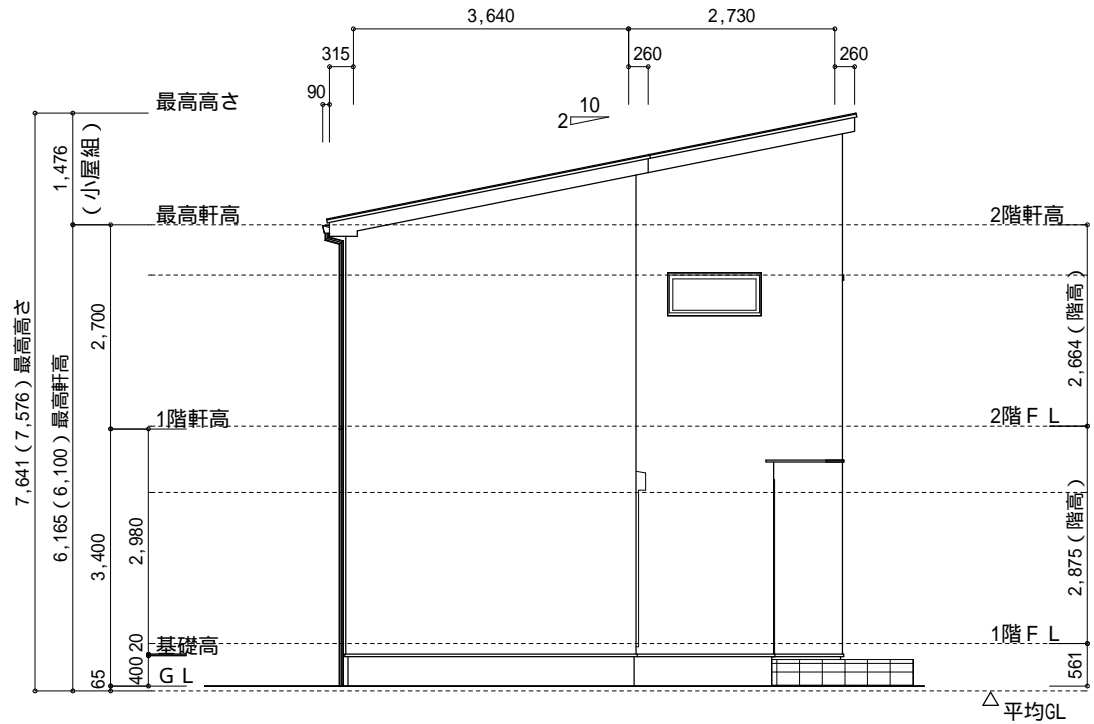 3,640
2,730
315
260
260
90
10
2
最高高さ
1,476
(小屋組)
最高軒高
2階軒高
2,700
2,664(階高)
7,641(7,576)最高高さ
6,165(6,100)最高軒高
1階軒高
2階FL
3,400
2,980
2,875(階高)
基礎高
1階FL
20
400
GL
65
561
平均GL